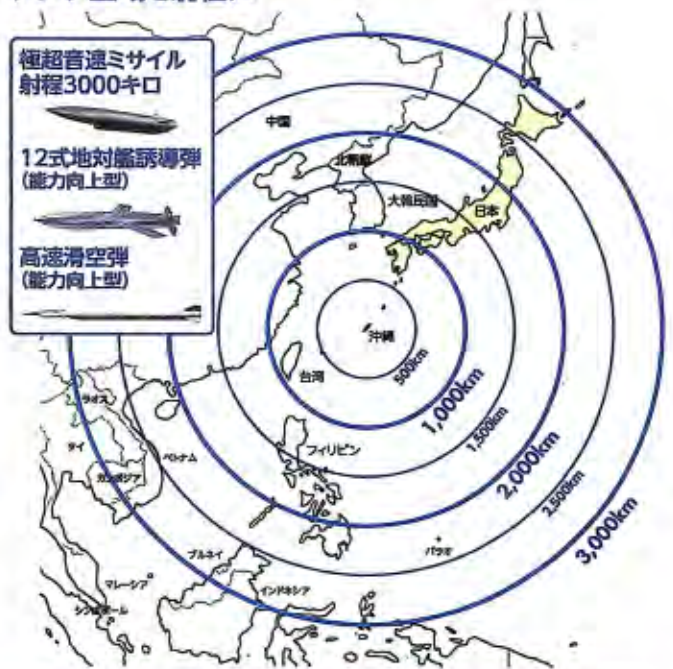 極超音速ミサイル
射程3000キロ
12式地対艦誘導弾
(能力向上型)
高速滑空弾
(能力向上型)
中国
北朝鮮
大韓民国
日本
沖縄
台湾
500km
1,000km
1,500km
2,000km
2,500km
3,000km
ラオス
タイ
ベトナム
カンボジア
フィリピン
パラオ
ブルネイ
マレーシア
シンガポール
インドネシア